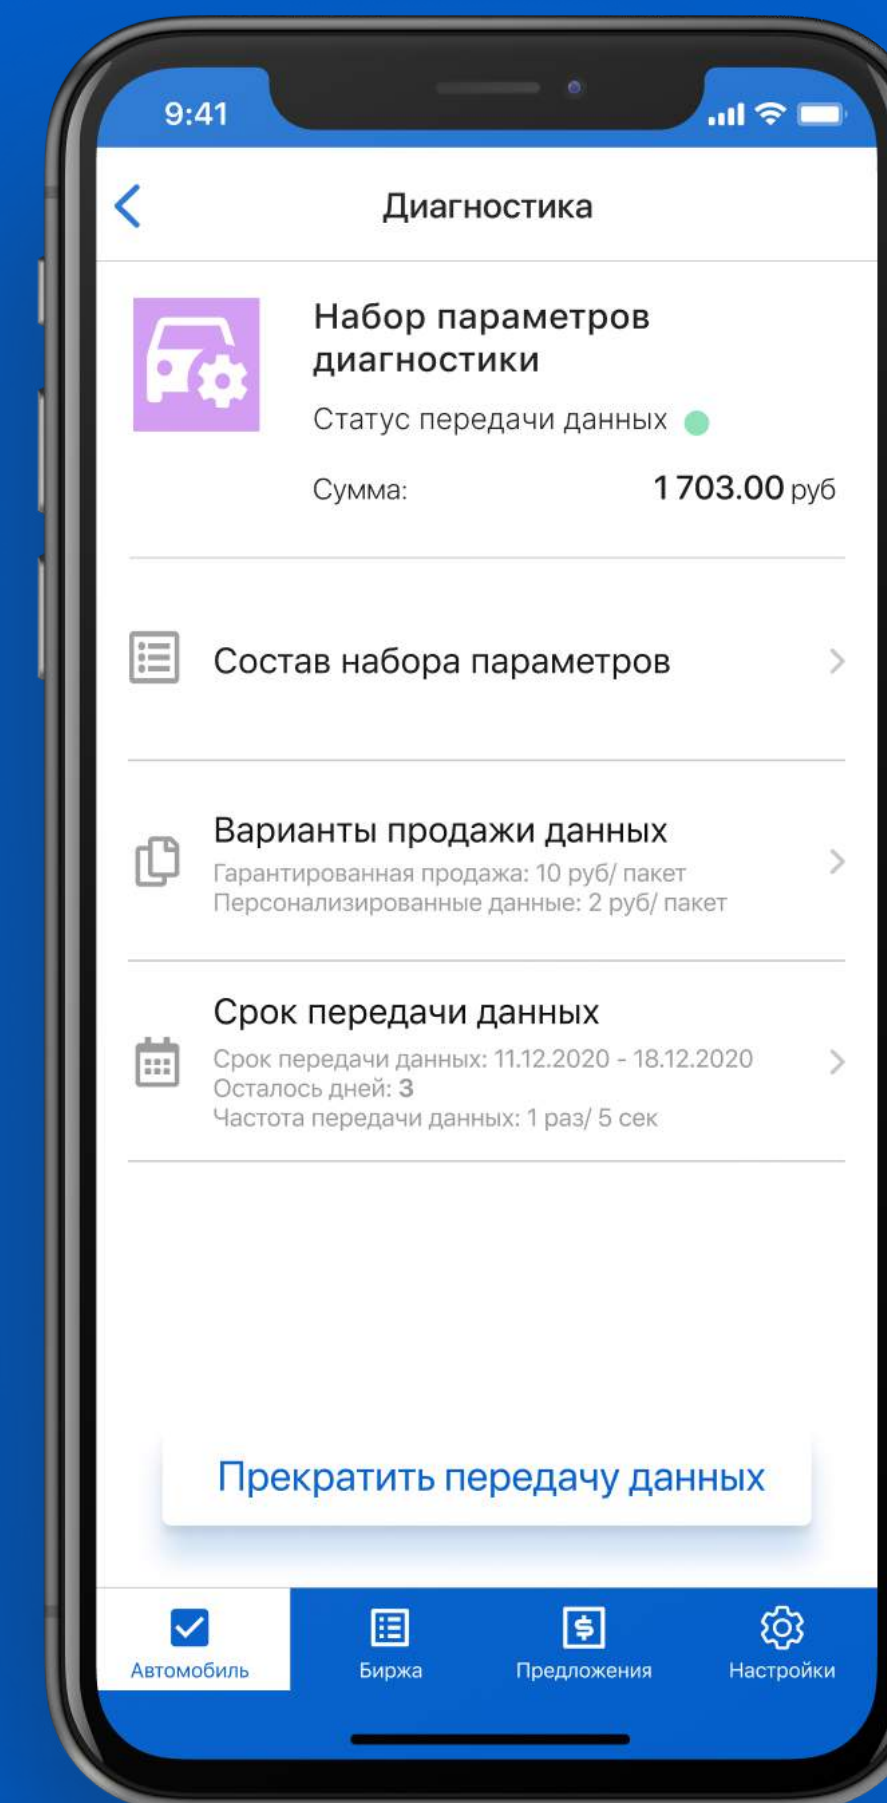 9:41
Диагностика
Набор параметров
диагностики
Статус передачи данных
Сумма: 1 703.00 руб
Состав набора параметров
Варианты продажи данных
Гарантированная продажа: 10 руб/ пакет
Персонализированные данные: 2 руб/ пакет
Срок передачи данных
Срок передачи данных: 11.12.2020 - 18.12.2020
Осталось дней: 3
Частота передачи данных: 1 раз/ 5 сек
Прекратить передачу данных
Автомобиль Биржа Предложения Настройки